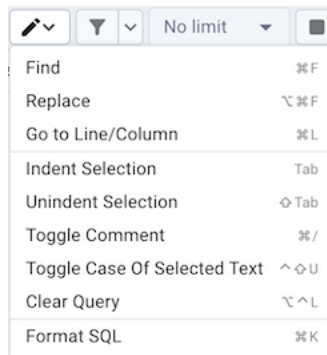 No limit
Find ⌘F
Replace ⌥⌘F
Go to Line/Column ⌘L
Indent Selection Tab
Unindent Selection ⇧Tab
Toggle Comment ⌘/
Toggle Case Of Selected Text ^⇧U
Clear Query ⌥^L
Format SQL ⌘K